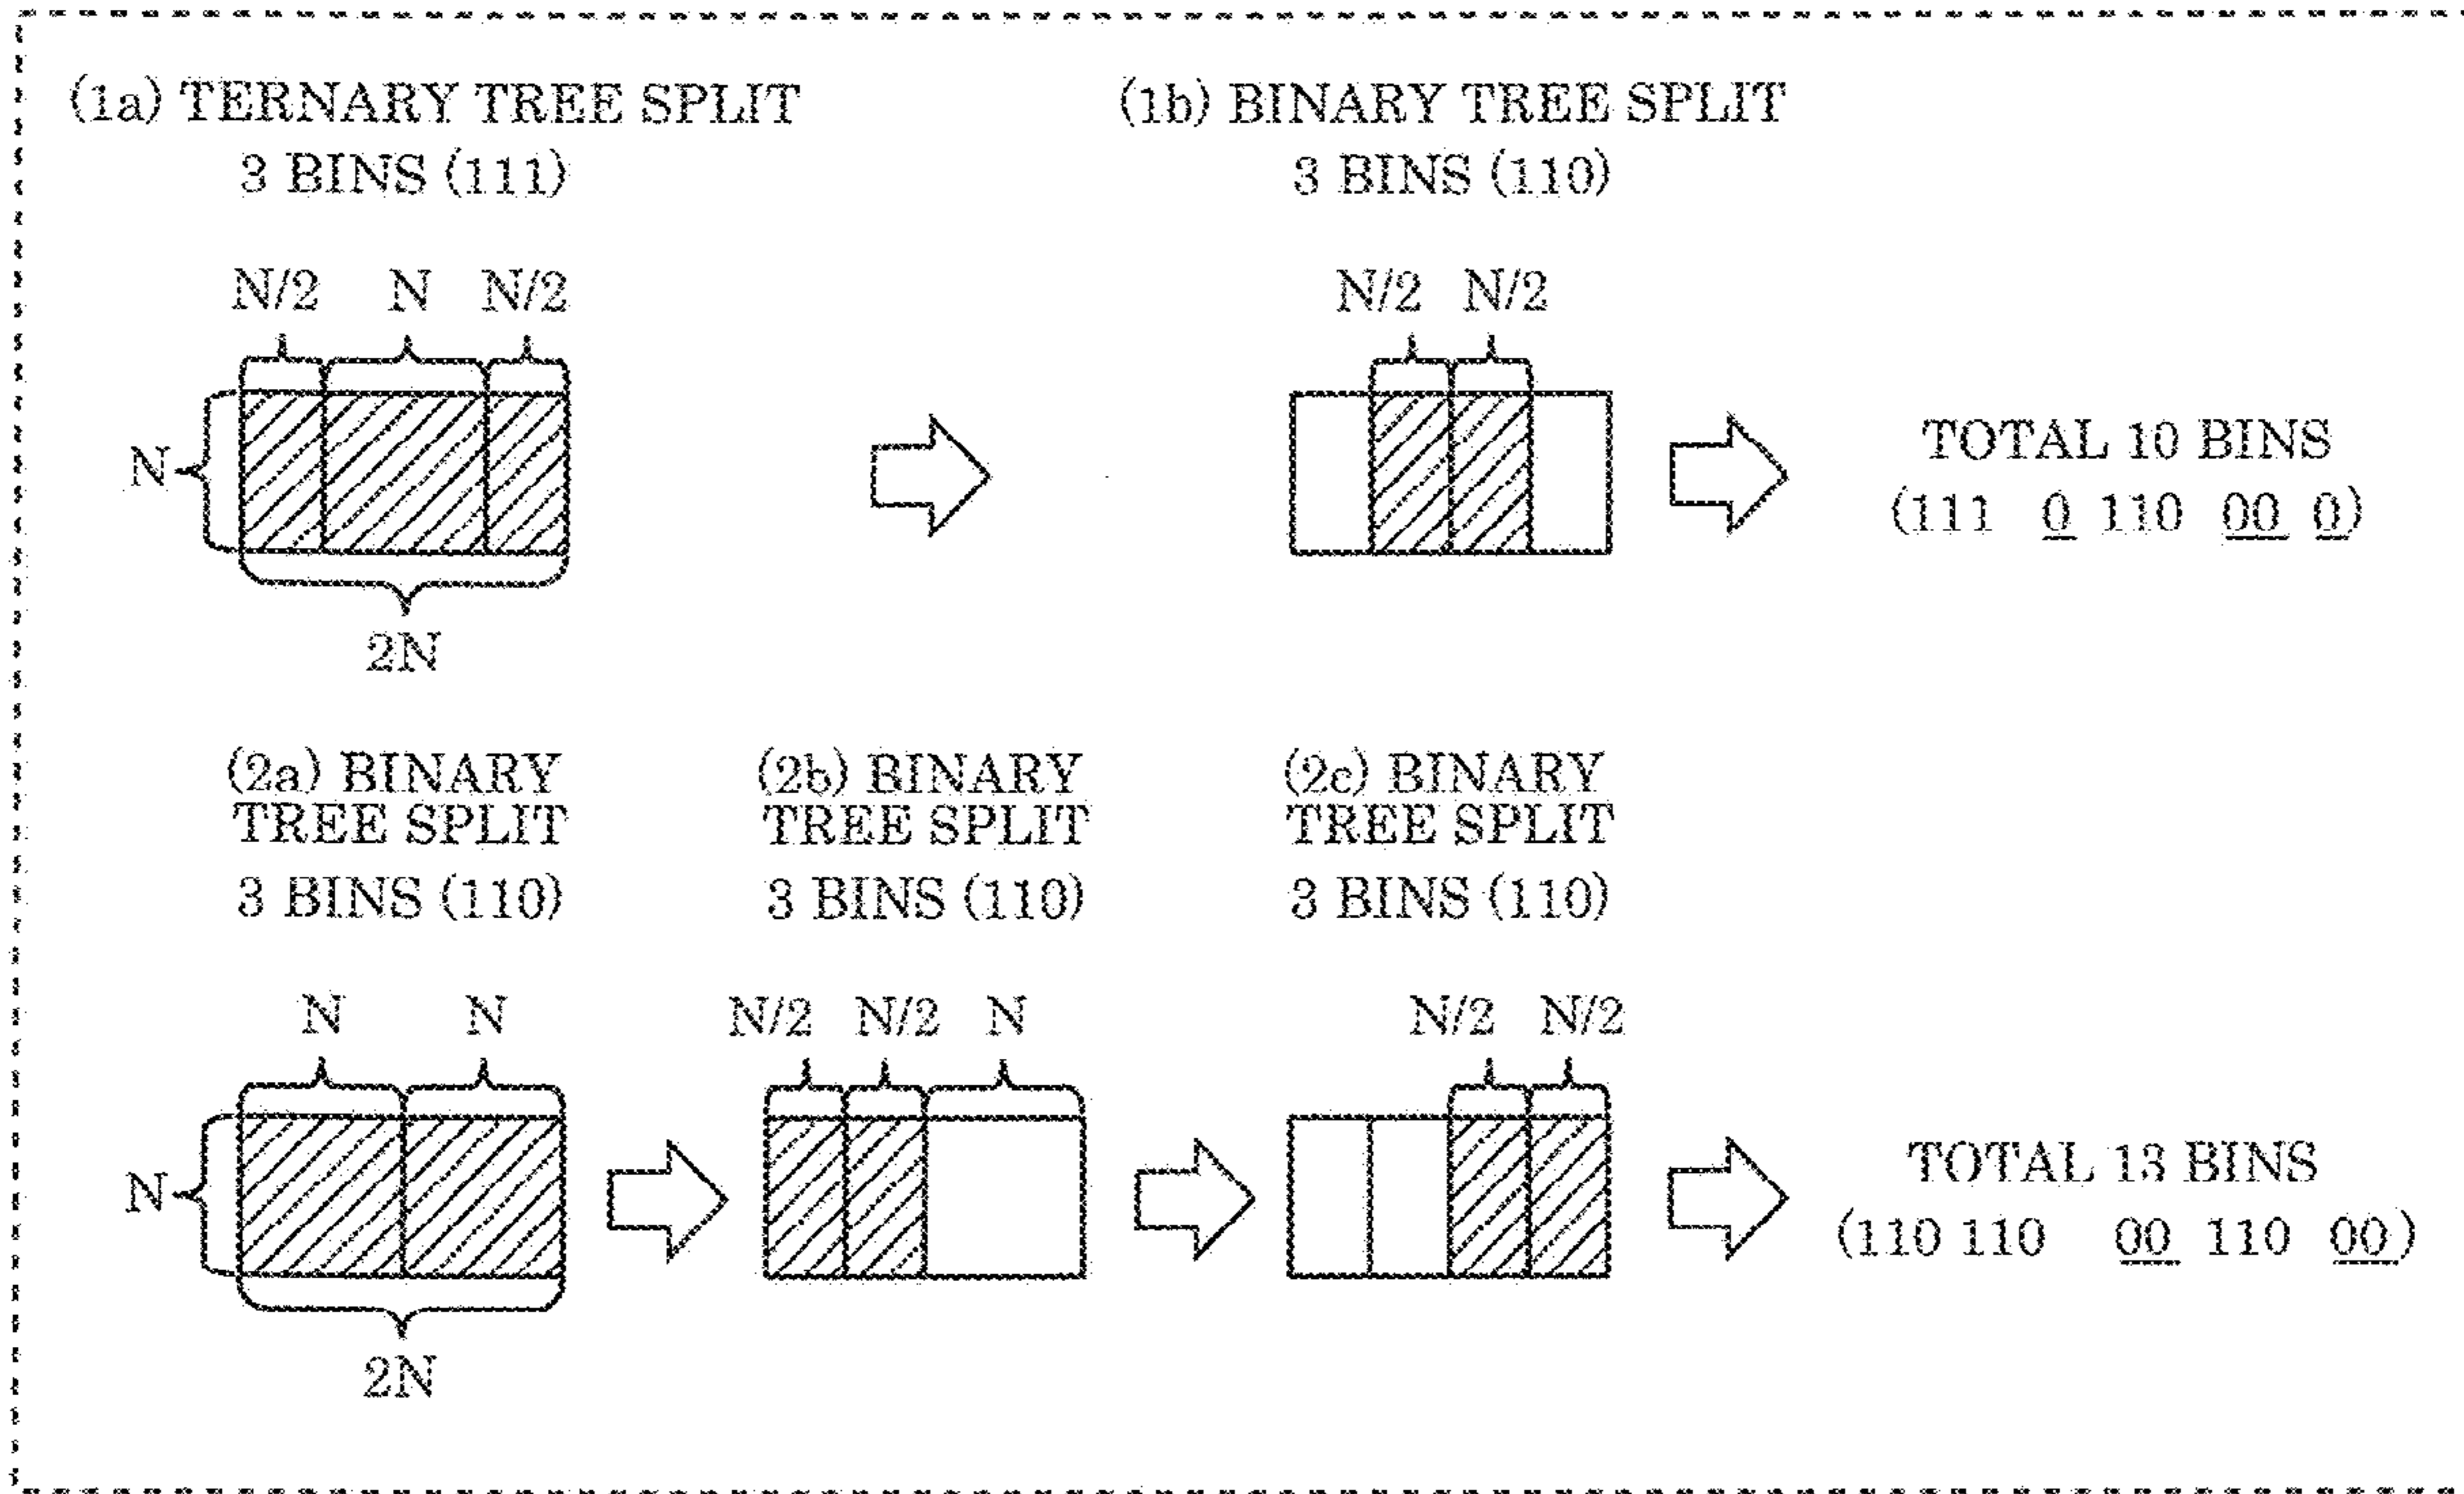 (1a) TERNARY TREE SPLIT
3 BINS (111)
N/2 N N/2
N
2N
(1b) BINARY TREE SPLIT
3 BINS (110)
N/2 N/2
TOTAL 10 BINS
(111 0 110 00 0)
(2a) BINARY
TREE SPLIT
3 BINS (110)
N N
N
2N
(2b) BINARY
TREE SPLIT
3 BINS (110)
N/2 N/2 N
(2c) BINARY
TREE SPLIT
3 BINS (110)
N/2 N/2
TOTAL 13 BINS
(110 110 00 110 00)